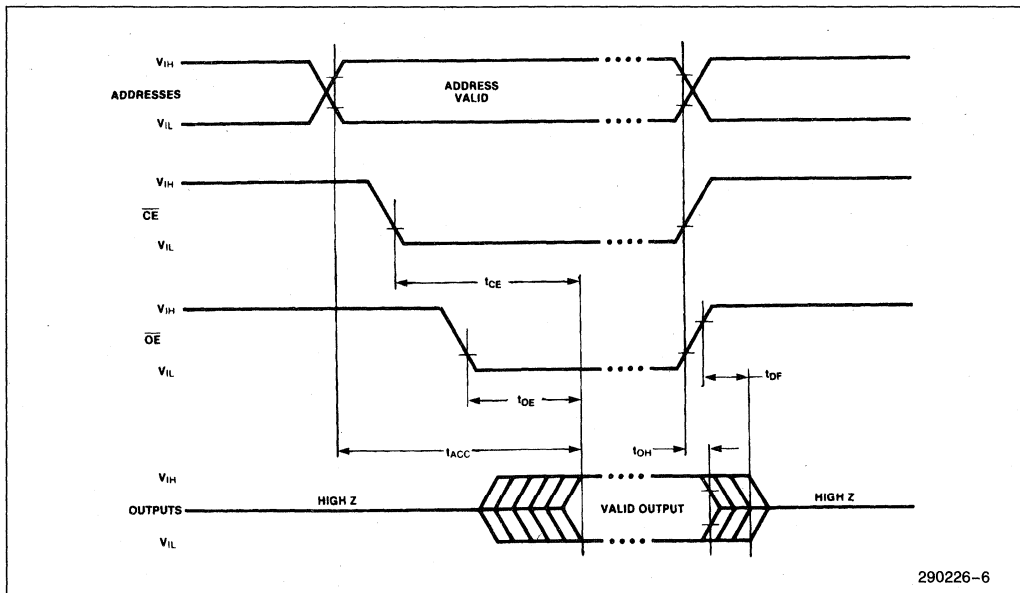 VIH
ADDRESSES
VIL
ADDRESS
VALID
VIH
CE
VIL
tCE
VIH
OE
VIL
tOE
tDF
tACC
tOH
VIH
OUTPUTS
VIL
HIGH Z
VALID OUTPUT
HIGH Z
290226-6